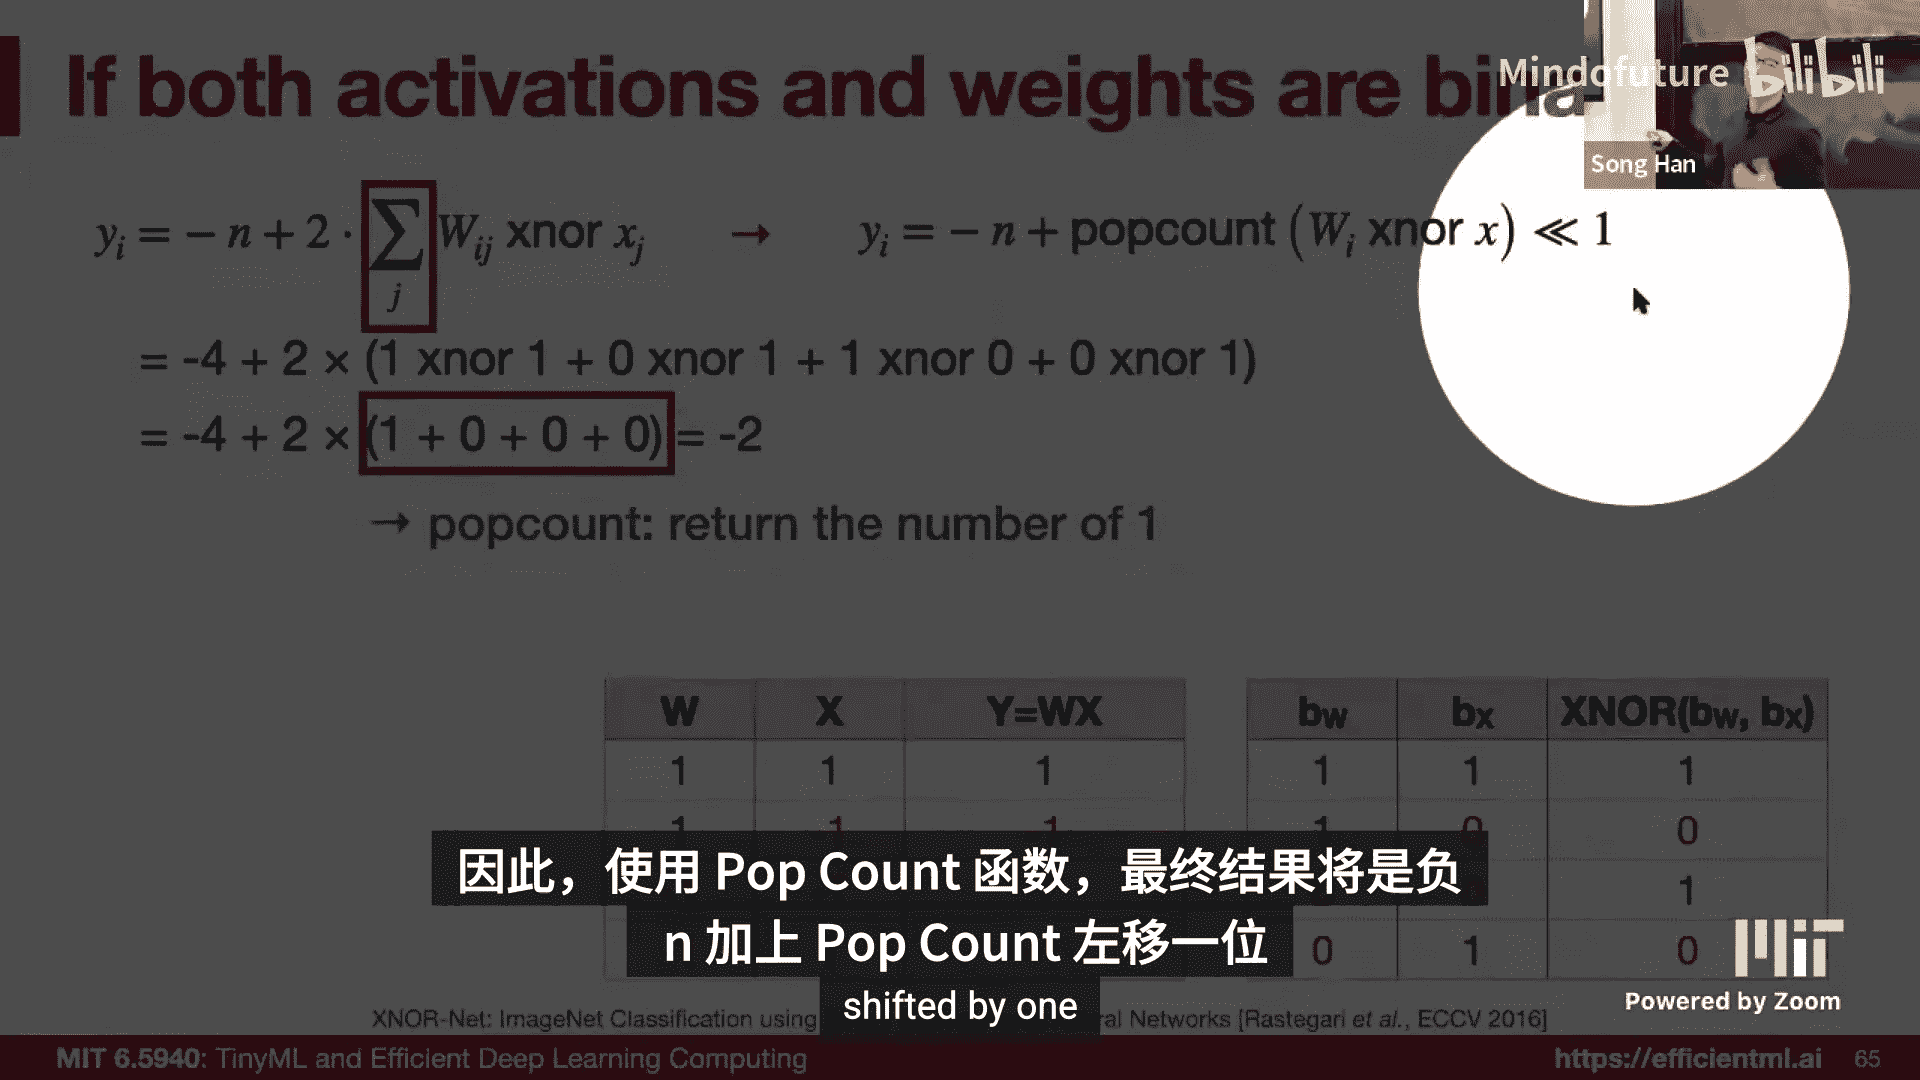 If both activations and weights are bina
Mindofuture bilibili
Song Han
yᵢ = − n + 2 · ∑ⱼ Wᵢⱼ xnor xⱼ → yᵢ = − n + popcount (Wᵢ xnor x) ≪ 1
= -4 + 2 × (1 xnor 1 + 0 xnor 1 + 1 xnor 0 + 0 xnor 1)
= -4 + 2 × (1 + 0 + 0 + 0) = -2
→ popcount: return the number of 1
W X Y=WX bw bx XNOR(bw, bx)
1 1 1 1 1 1
1 0 0
1
0 1 0
因此，使用 Pop Count 函数，最终结果将是负
n 加上 Pop Count 左移一位
shifted by one
MIT
Powered by Zoom
XNOR-Net: ImageNet Classification using ral Networks [Rastegari et al., ECCV 2016]
MIT 6.5940: TinyML and Efficient Deep Learning Computing https://efficientml.ai 65